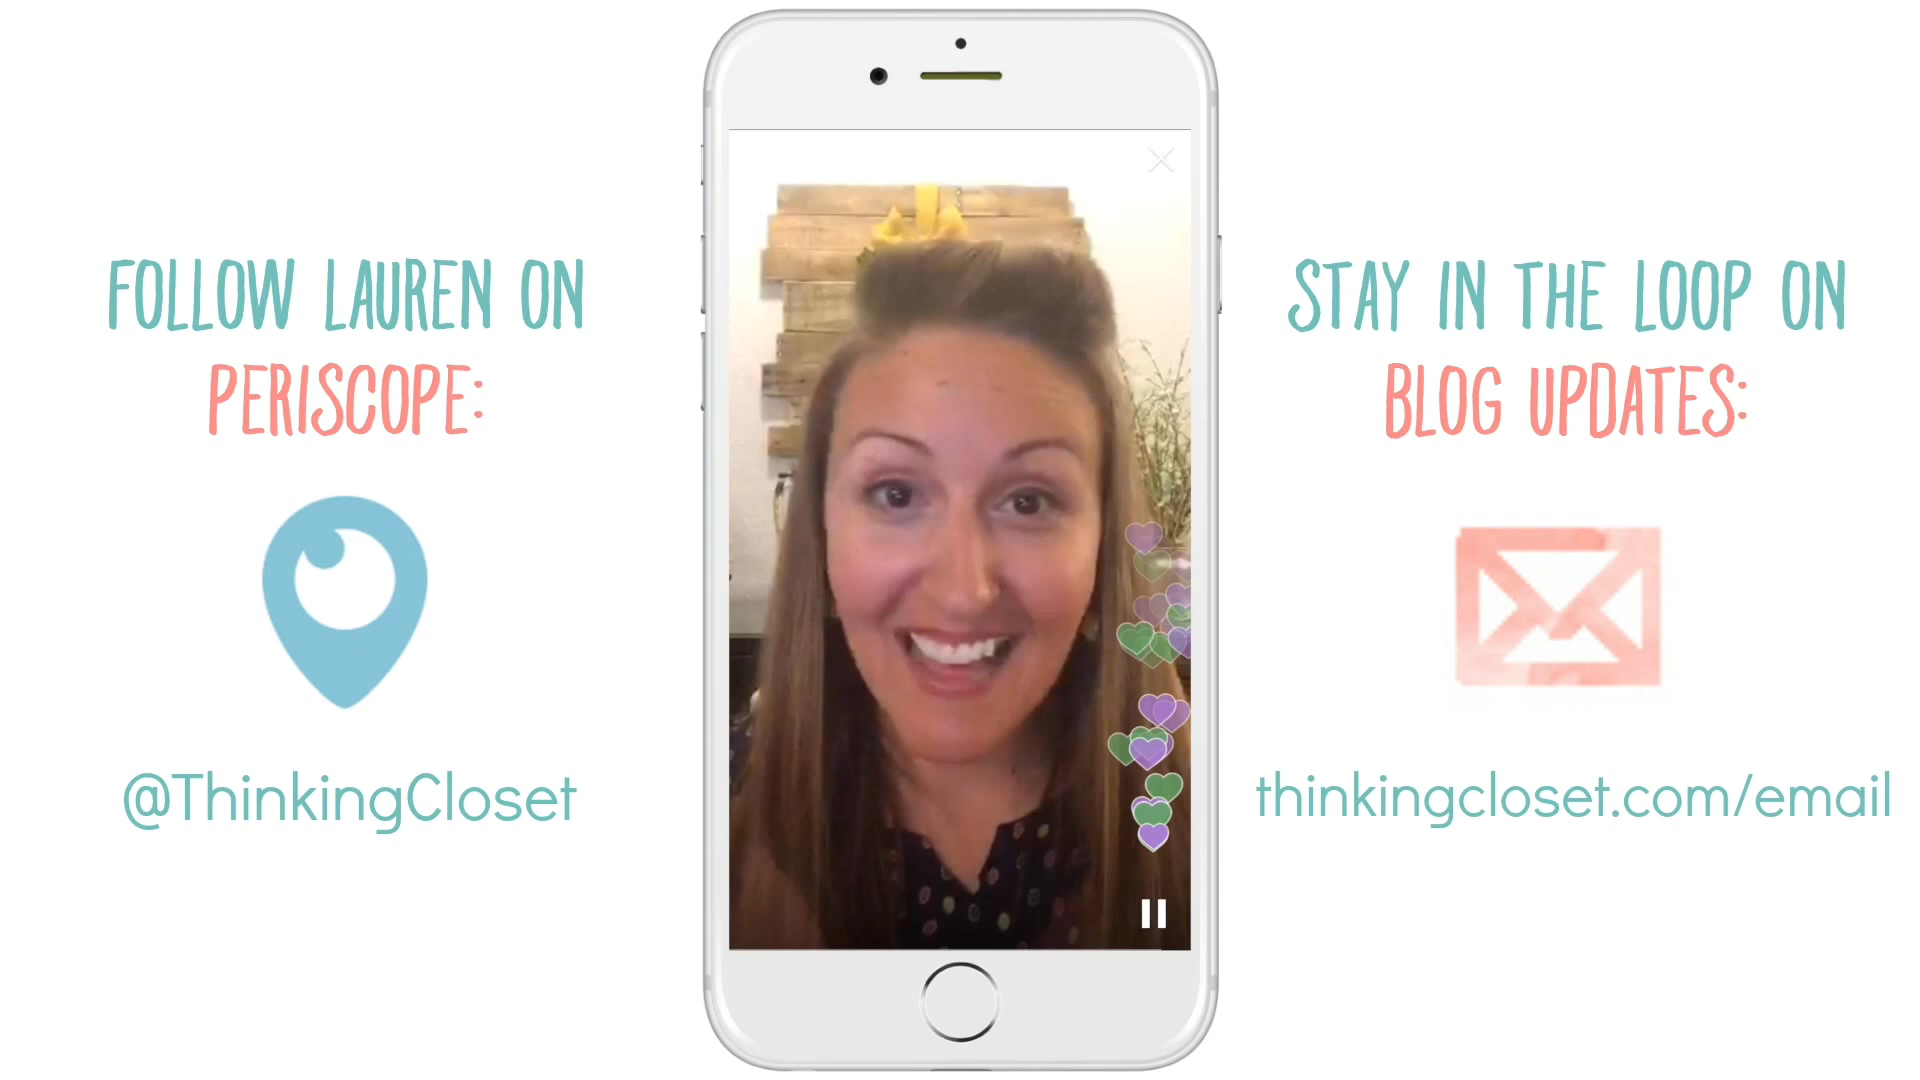 FOLLOW LAUREN ON
PERISCOPE:
@ThinkingCloset
STAY IN THE LOOP ON
BLOG UPDATES:
thinkingcloset.com/email